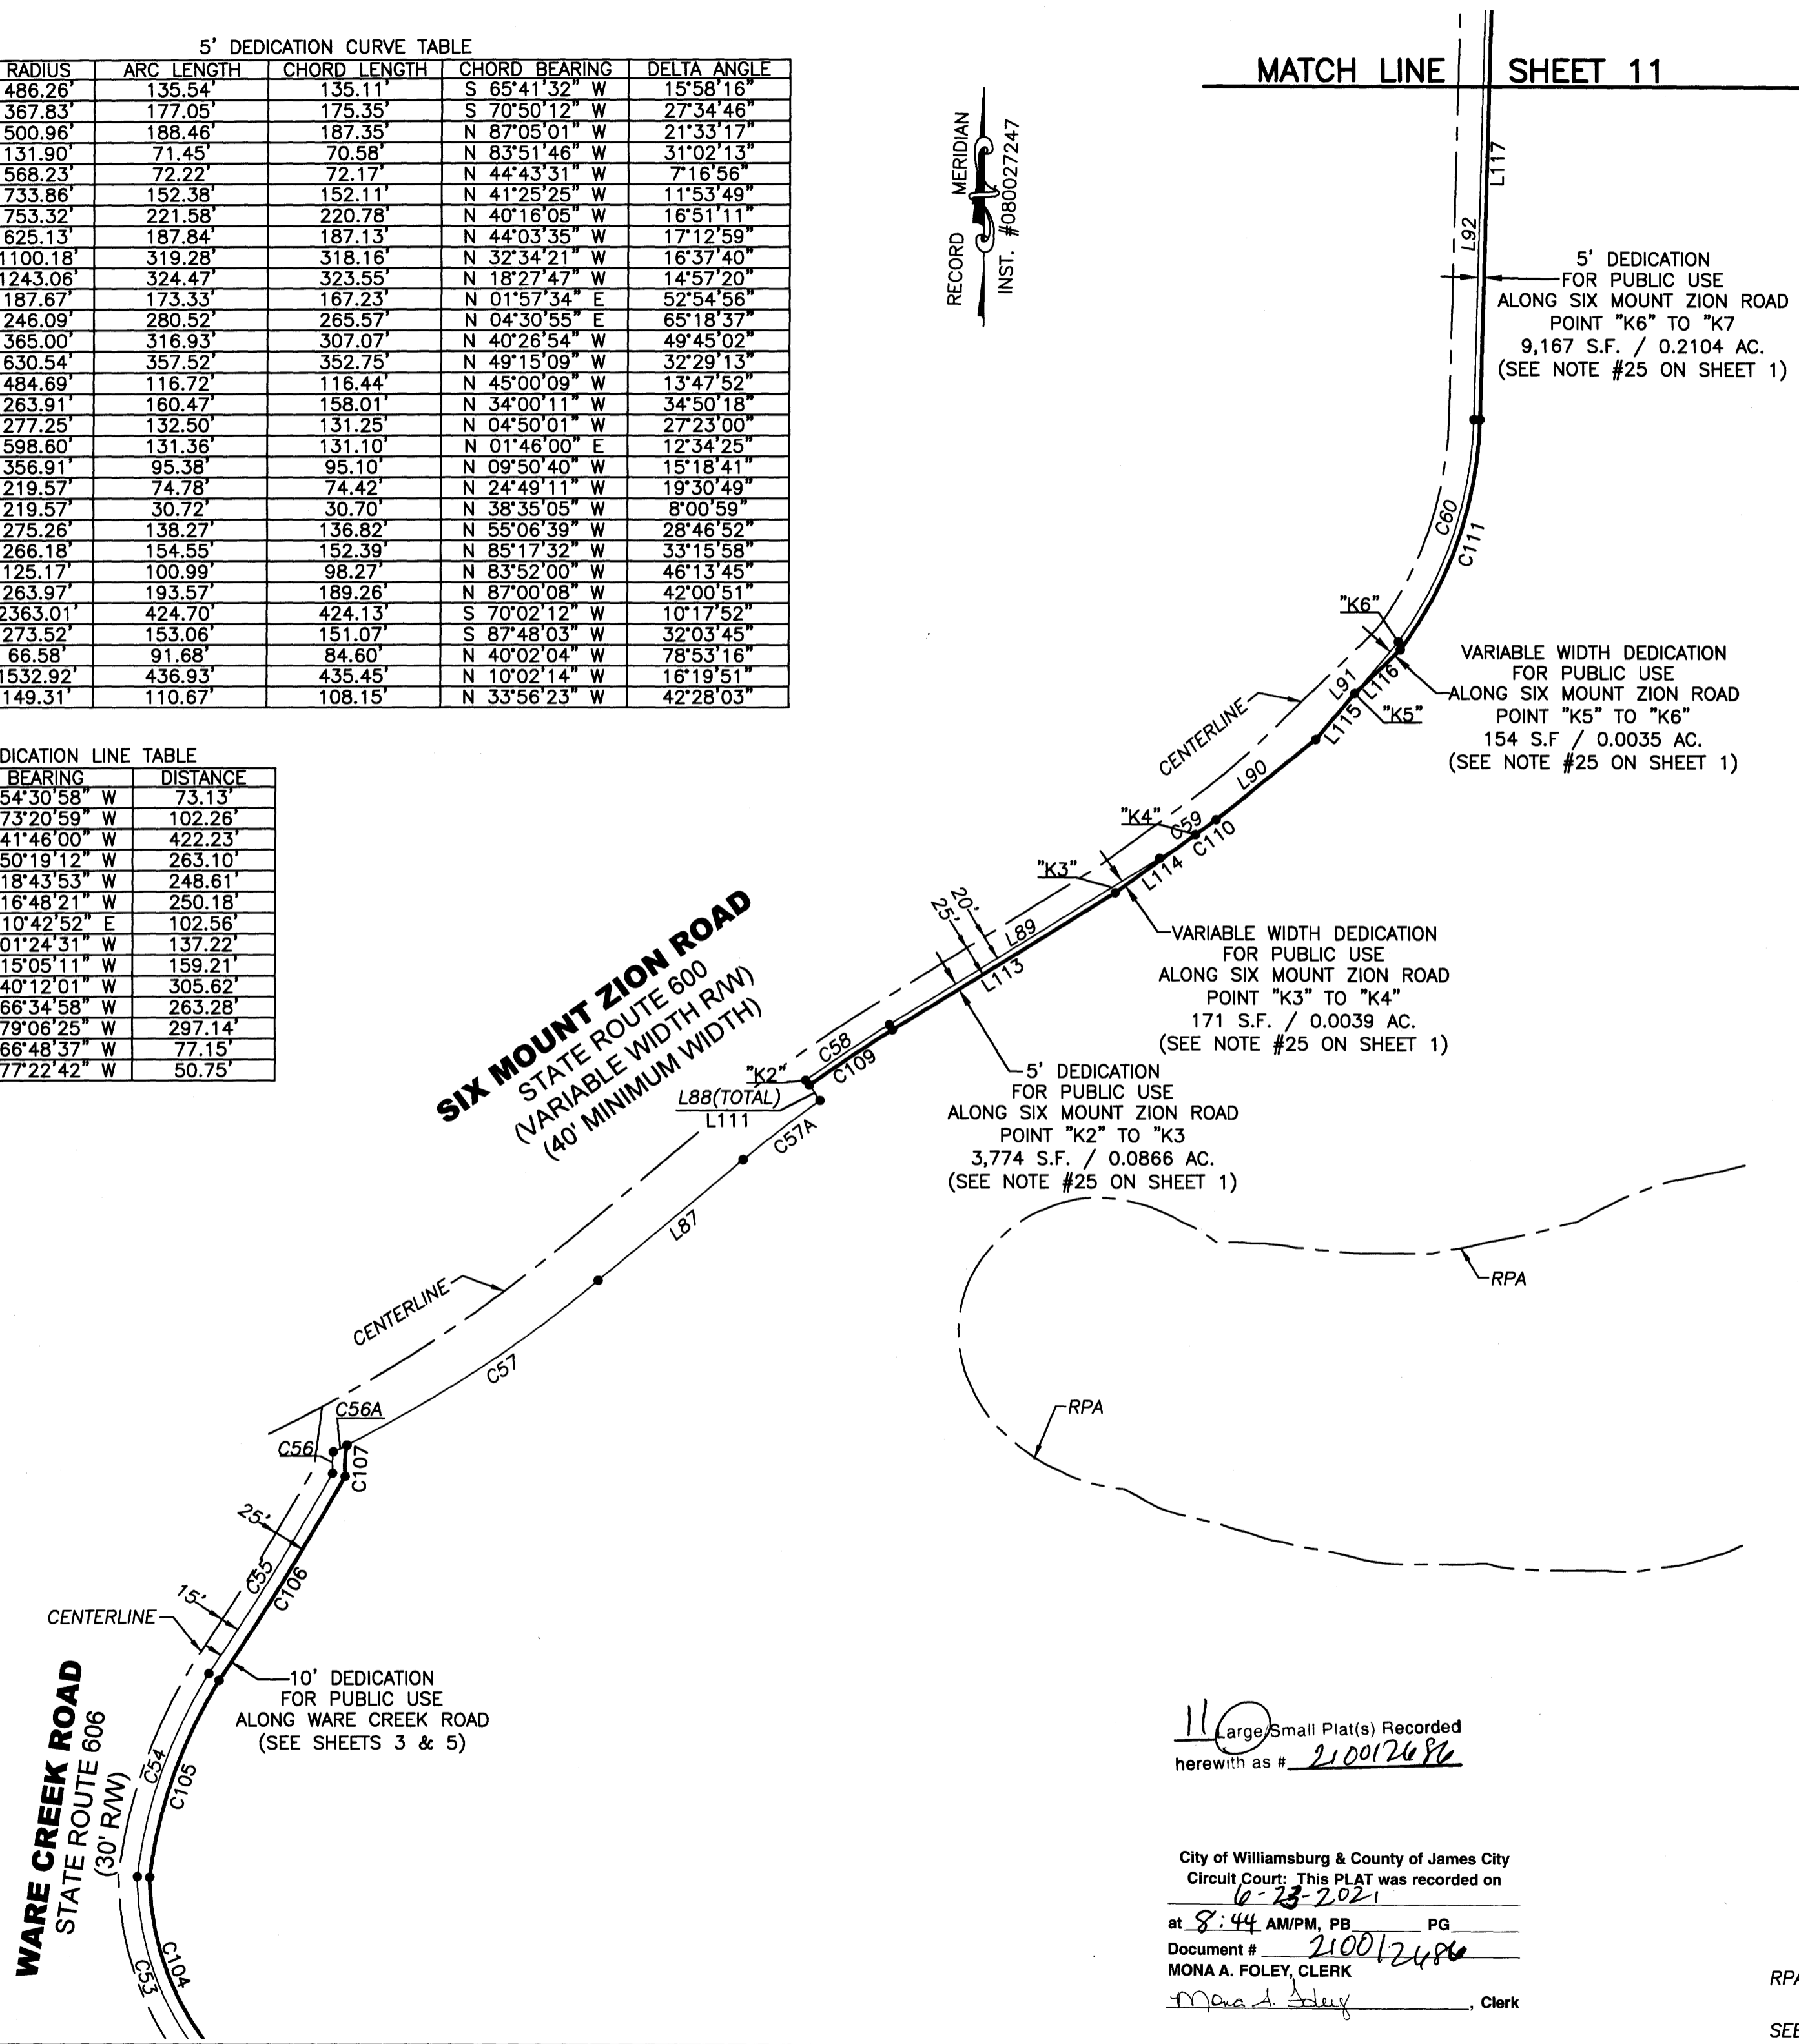 5' DEDICATION CURVE TABLE
RADIUS ARC LENGTH CHORD LENGTH CHORD BEARING DELTA ANGLE
486.26' 135.54' 135.11' S 65°41'32" W 15°58'16"
367.83' 177.05' 175.35' S 70°50'12" W 27°34'46"
500.96' 188.46' 187.35' N 87°05'01" W 21°33'17"
131.90' 71.45' 70.58' N 83°51'46" W 31°02'13"
568.23' 72.22' 72.17' N 44°43'31" W 7°16'56"
733.86' 152.38' 152.11' N 41°25'25" W 11°53'49"
753.32' 221.58' 220.78' N 40°16'05" W 16°51'11"
625.13' 187.84' 187.13' N 44°03'35" W 17°12'59"
1100.18' 319.28' 318.16' N 32°34'21" W 16°37'40"
1243.06' 324.47' 323.55' N 18°27'47" W 14°57'20"
187.67' 173.33' 167.23' N 01°57'34" E 52°54'56"
246.09' 280.52' 265.57' N 04°30'55" E 65°18'37"
365.00' 316.93' 307.07' N 40°26'54" W 49°45'02"
630.54' 357.52' 352.75' N 49°15'09" W 32°29'13"
484.69' 116.72' 116.44' N 45°00'09" W 13°47'52"
263.91' 160.47' 158.01' N 34°00'11" W 34°50'18"
277.25' 132.50' 131.25' N 04°50'01" W 27°23'00"
598.60' 131.36' 131.10' N 01°46'00" E 12°34'25"
356.91' 95.38' 95.10' N 09°50'40" W 15°18'41"
219.57' 74.78' 74.42' N 24°49'11" W 19°30'49"
219.57' 30.72' 30.70' N 38°35'05" W 8°00'59"
275.26' 138.27' 136.82' N 55°06'39" W 28°46'52"
266.18' 154.55' 152.39' N 85°17'32" W 33°15'58"
125.17' 100.99' 98.27' N 83°52'00" W 46°13'45"
263.97' 193.57' 189.26' N 87°00'08" W 42°00'51"
2363.01' 424.70' 424.13' S 70°02'12" W 10°17'52"
273.52' 153.06' 151.07' S 87°48'03" W 32°03'45"
66.58' 91.68' 84.60' N 40°02'04" W 78°53'16"
1532.92' 436.93' 435.45' N 10°02'14" W 16°19'51"
149.31' 110.67' 108.15' N 33°56'23" W 42°28'03"
DICATION LINE TABLE
BEARING DISTANCE
54°30'58" W 73.13'
73°20'59" W 102.26'
41°46'00" W 422.23'
50°19'12" W 263.10'
18°43'53" W 248.61'
16°48'21" W 250.18'
10°42'52" E 102.56'
01°24'31" W 137.22'
15°05'11" W 159.21'
40°12'01" W 305.62'
66°34'58" W 263.28'
79°06'25" W 297.14'
66°48'37" W 77.15'
77°22'42" W 50.75'
RECORD MERIDIAN
INST. #080027247
MATCH LINE SHEET 11
L117
L92
5' DEDICATION
FOR PUBLIC USE
ALONG SIX MOUNT ZION ROAD
POINT "K6" TO "K7
9,167 S.F. / 0.2104 AC.
(SEE NOTE #25 ON SHEET 1)
C60
C111
"K6"
VARIABLE WIDTH DEDICATION
FOR PUBLIC USE
ALONG SIX MOUNT ZION ROAD
POINT "K5" TO "K6"
154 S.F / 0.0035 AC.
(SEE NOTE #25 ON SHEET 1)
L91
L116
"K5"
L115
CENTERLINE
L90
"K4"
C59
C110
"K3"
L114
VARIABLE WIDTH DEDICATION
FOR PUBLIC USE
ALONG SIX MOUNT ZION ROAD
POINT "K3" TO "K4"
171 S.F. / 0.0039 AC.
(SEE NOTE #25 ON SHEET 1)
20'
25'
L89
L113
SIX MOUNT ZION ROAD
STATE ROUTE 600
(VARIABLE WIDTH R/W)
(40' MINIMUM WIDTH)
C58
C109
"K2"
L88(TOTAL)
L111
5' DEDICATION
FOR PUBLIC USE
ALONG SIX MOUNT ZION ROAD
POINT "K2" TO "K3
3,774 S.F. / 0.0866 AC.
(SEE NOTE #25 ON SHEET 1)
C57A
L87
RPA
CENTERLINE
C57
RPA
C56A
C56
C107
25'
C55
C106
15'
CENTERLINE
10' DEDICATION
FOR PUBLIC USE
ALONG WARE CREEK ROAD
(SEE SHEETS 3 & 5)
WARE CREEK ROAD
STATE ROUTE 606
(30' R/W)
C54
C105
C53
C104
11 Large/Small Plat(s) Recorded
herewith as # 210012686
City of Williamsburg & County of James City
Circuit Court: This PLAT was recorded on
6-23-2021
at 8:44 AM/PM, PB PG
Document # 210012686
MONA A. FOLEY, CLERK
Mona A. Foley, Clerk
RPA
SEE